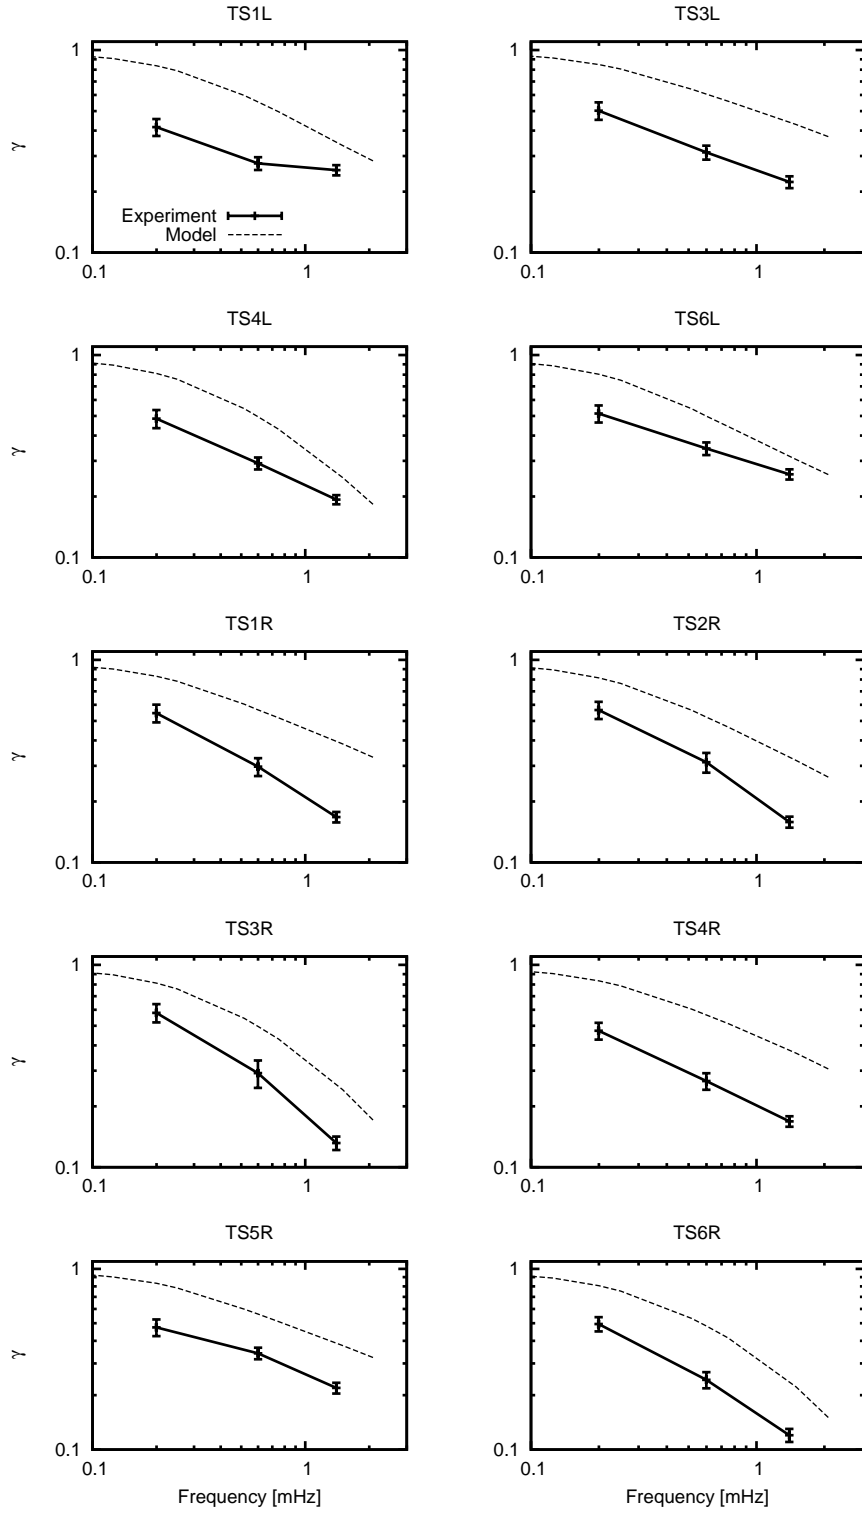 TS1L TS3L
1 1
γ
Experiment
Model
0.1 0.1
0.1 1 0.1 1
TS4L TS6L
1 1
γ
0.1 0.1
0.1 1 0.1 1
TS1R TS2R
1 1
γ
0.1 0.1
0.1 1 0.1 1
TS3R TS4R
1 1
γ
0.1 0.1
0.1 1 0.1 1
TS5R TS6R
1 1
γ
0.1 0.1
0.1 1 0.1 1
Frequency [mHz] Frequency [mHz]